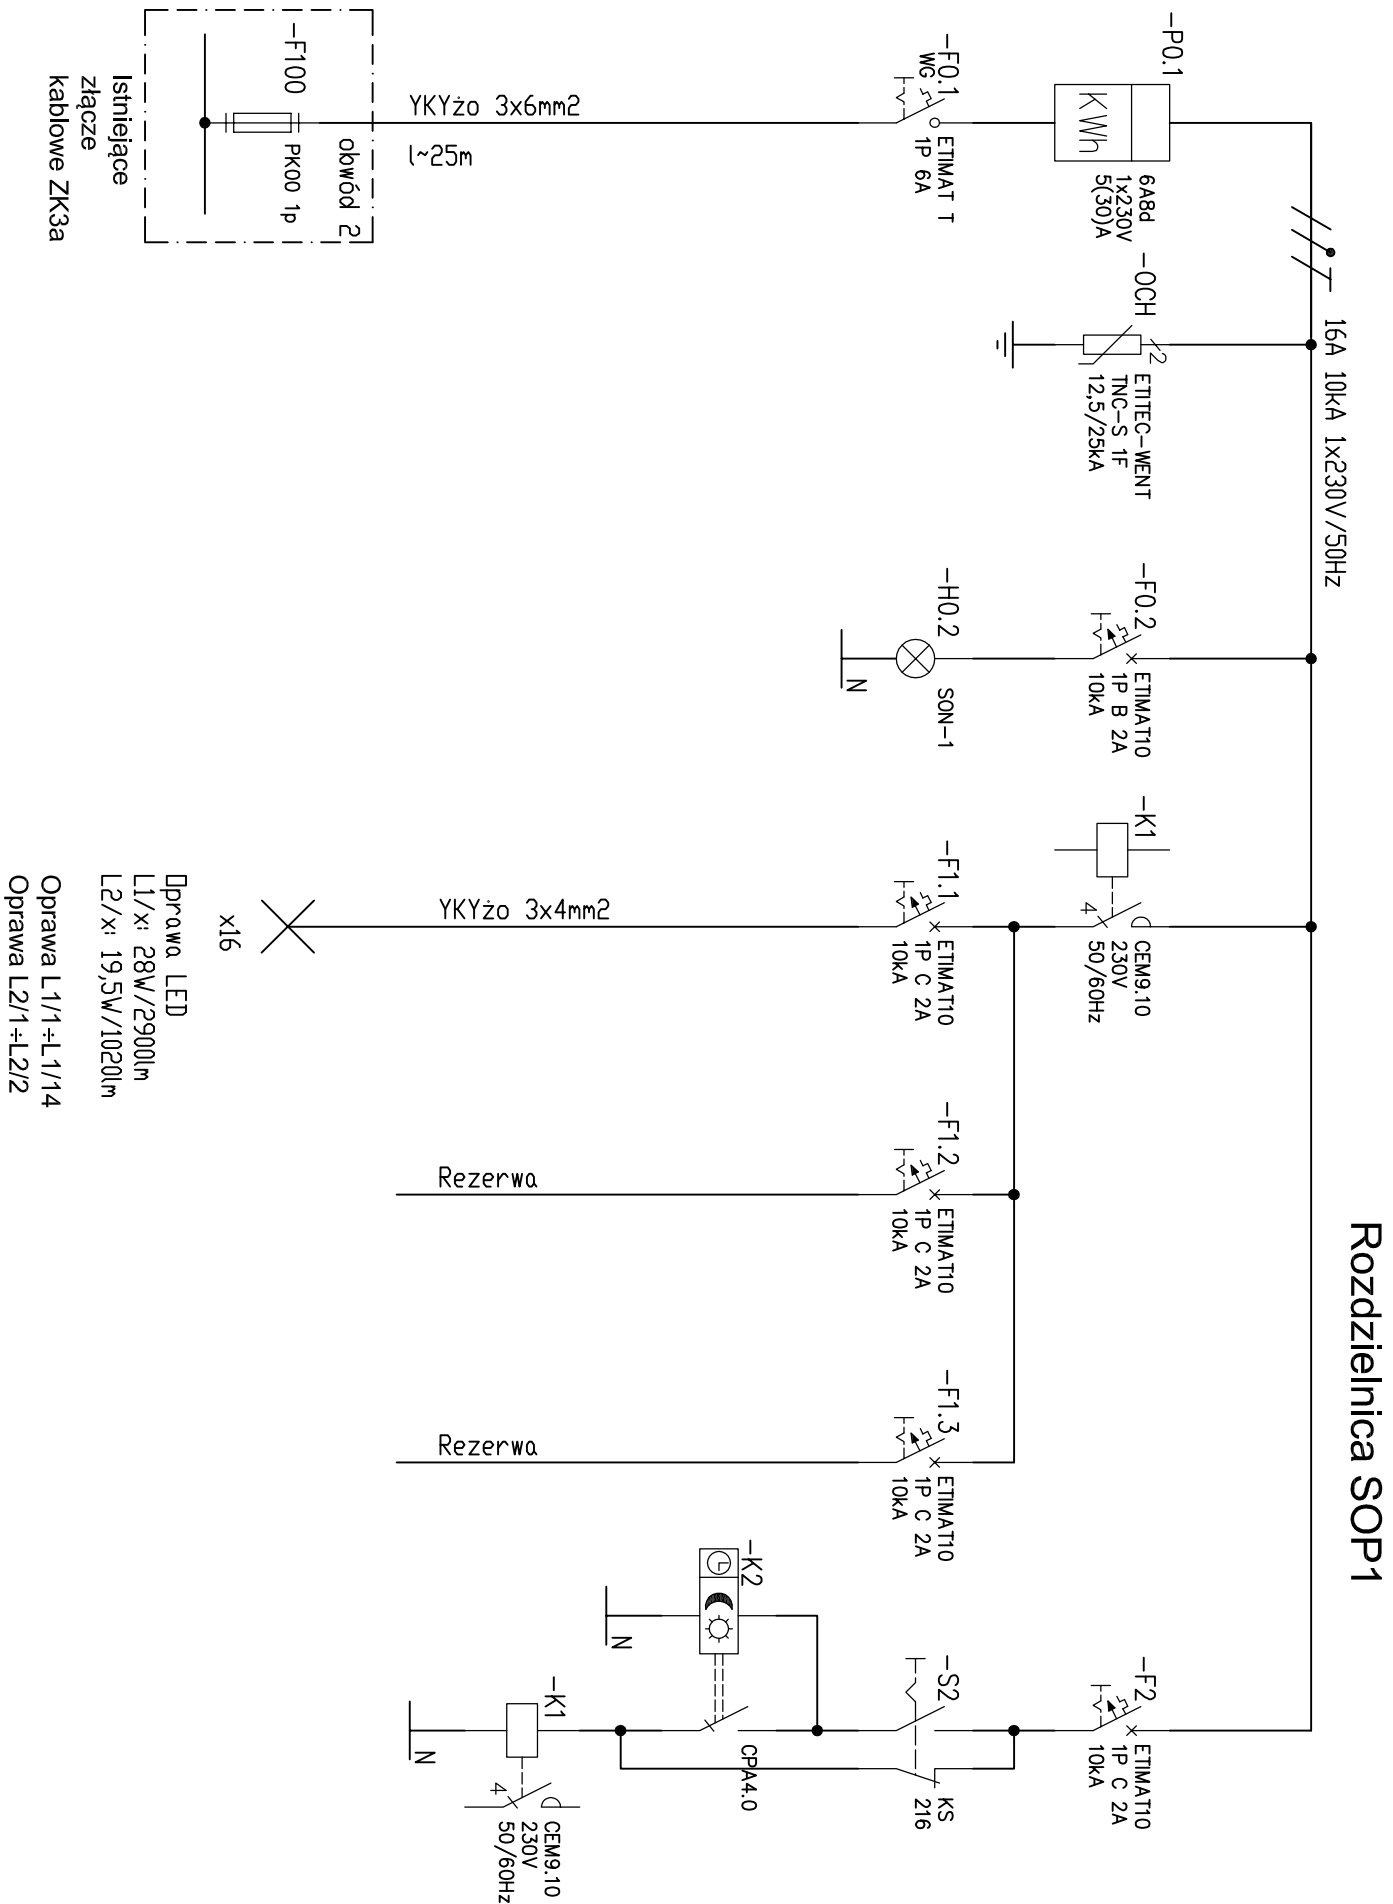 Rozdzielnica SOP1
16A 10kA 1x230V/50Hz
-P0.1
KWh
6A8d
1x230V
5(30)A
-F0.1
WG
ETIMAT T
1P 6A
YKYżo 3x6mm2
l~25m
obwód 2
-F100
PK00 1p
Istniejące
złącze
kablowe ZK3a
-OCH
2
ETITEC-WENT
TNC-S 1F
12,5/25kA
-F0.2
ETIMAT10
1P B 2A
10kA
-H0.2
SON-1
N
-K1
4
CEM9.10
230V
50/60Hz
-F1.1
ETIMAT10
1P C 2A
10kA
YKYżo 3x4mm2
x16
Oprawa LED
L1/x: 28W/2900lm
L2/x: 19,5W/1020lm
Oprawa L1/1÷L1/14
Oprawa L2/1÷L2/2
-F1.2
ETIMAT10
1P C 2A
10kA
Rezerwa
-F1.3
ETIMAT10
1P C 2A
10kA
Rezerwa
-F2
ETIMAT10
1P C 2A
10kA
-S2
KS
216
-K2
CPA4.0
N
-K1
4
CEM9.10
230V
50/60Hz
N